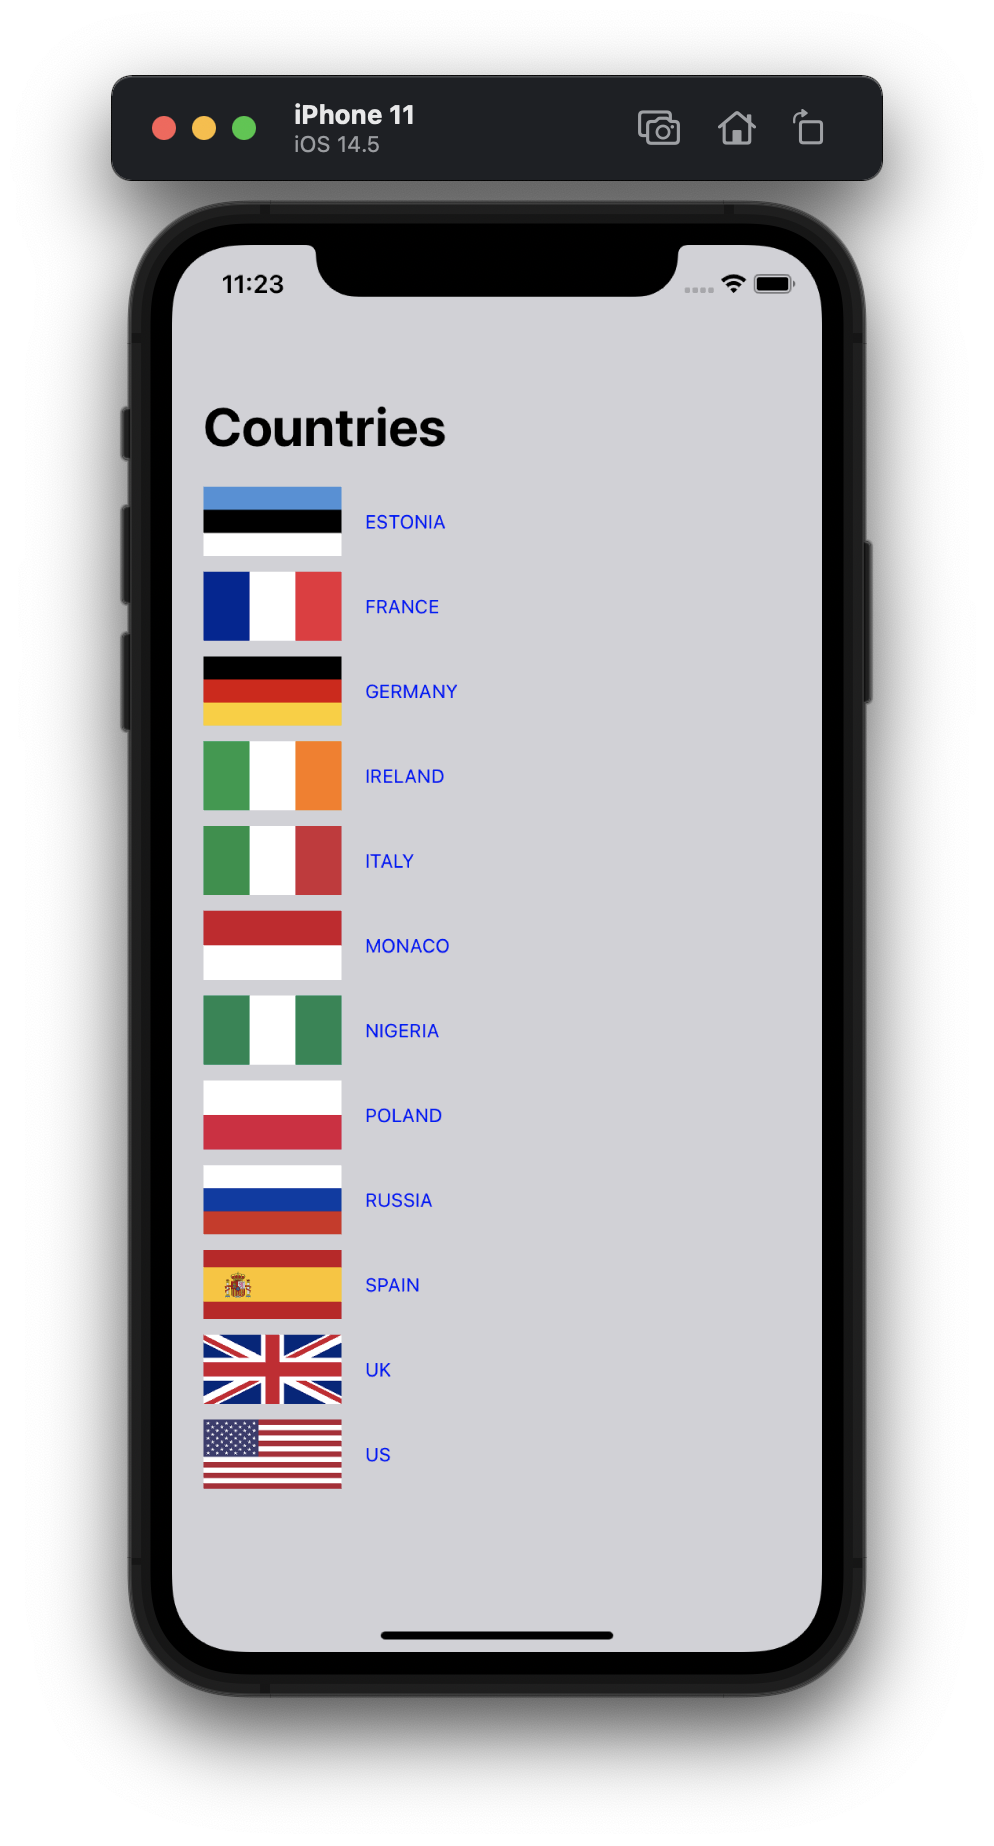 iPhone 11
iOS 14.5
11:23
Countries
ESTONIA
FRANCE
GERMANY
IRELAND
ITALY
MONACO
NIGERIA
POLAND
RUSSIA
SPAIN
UK
US